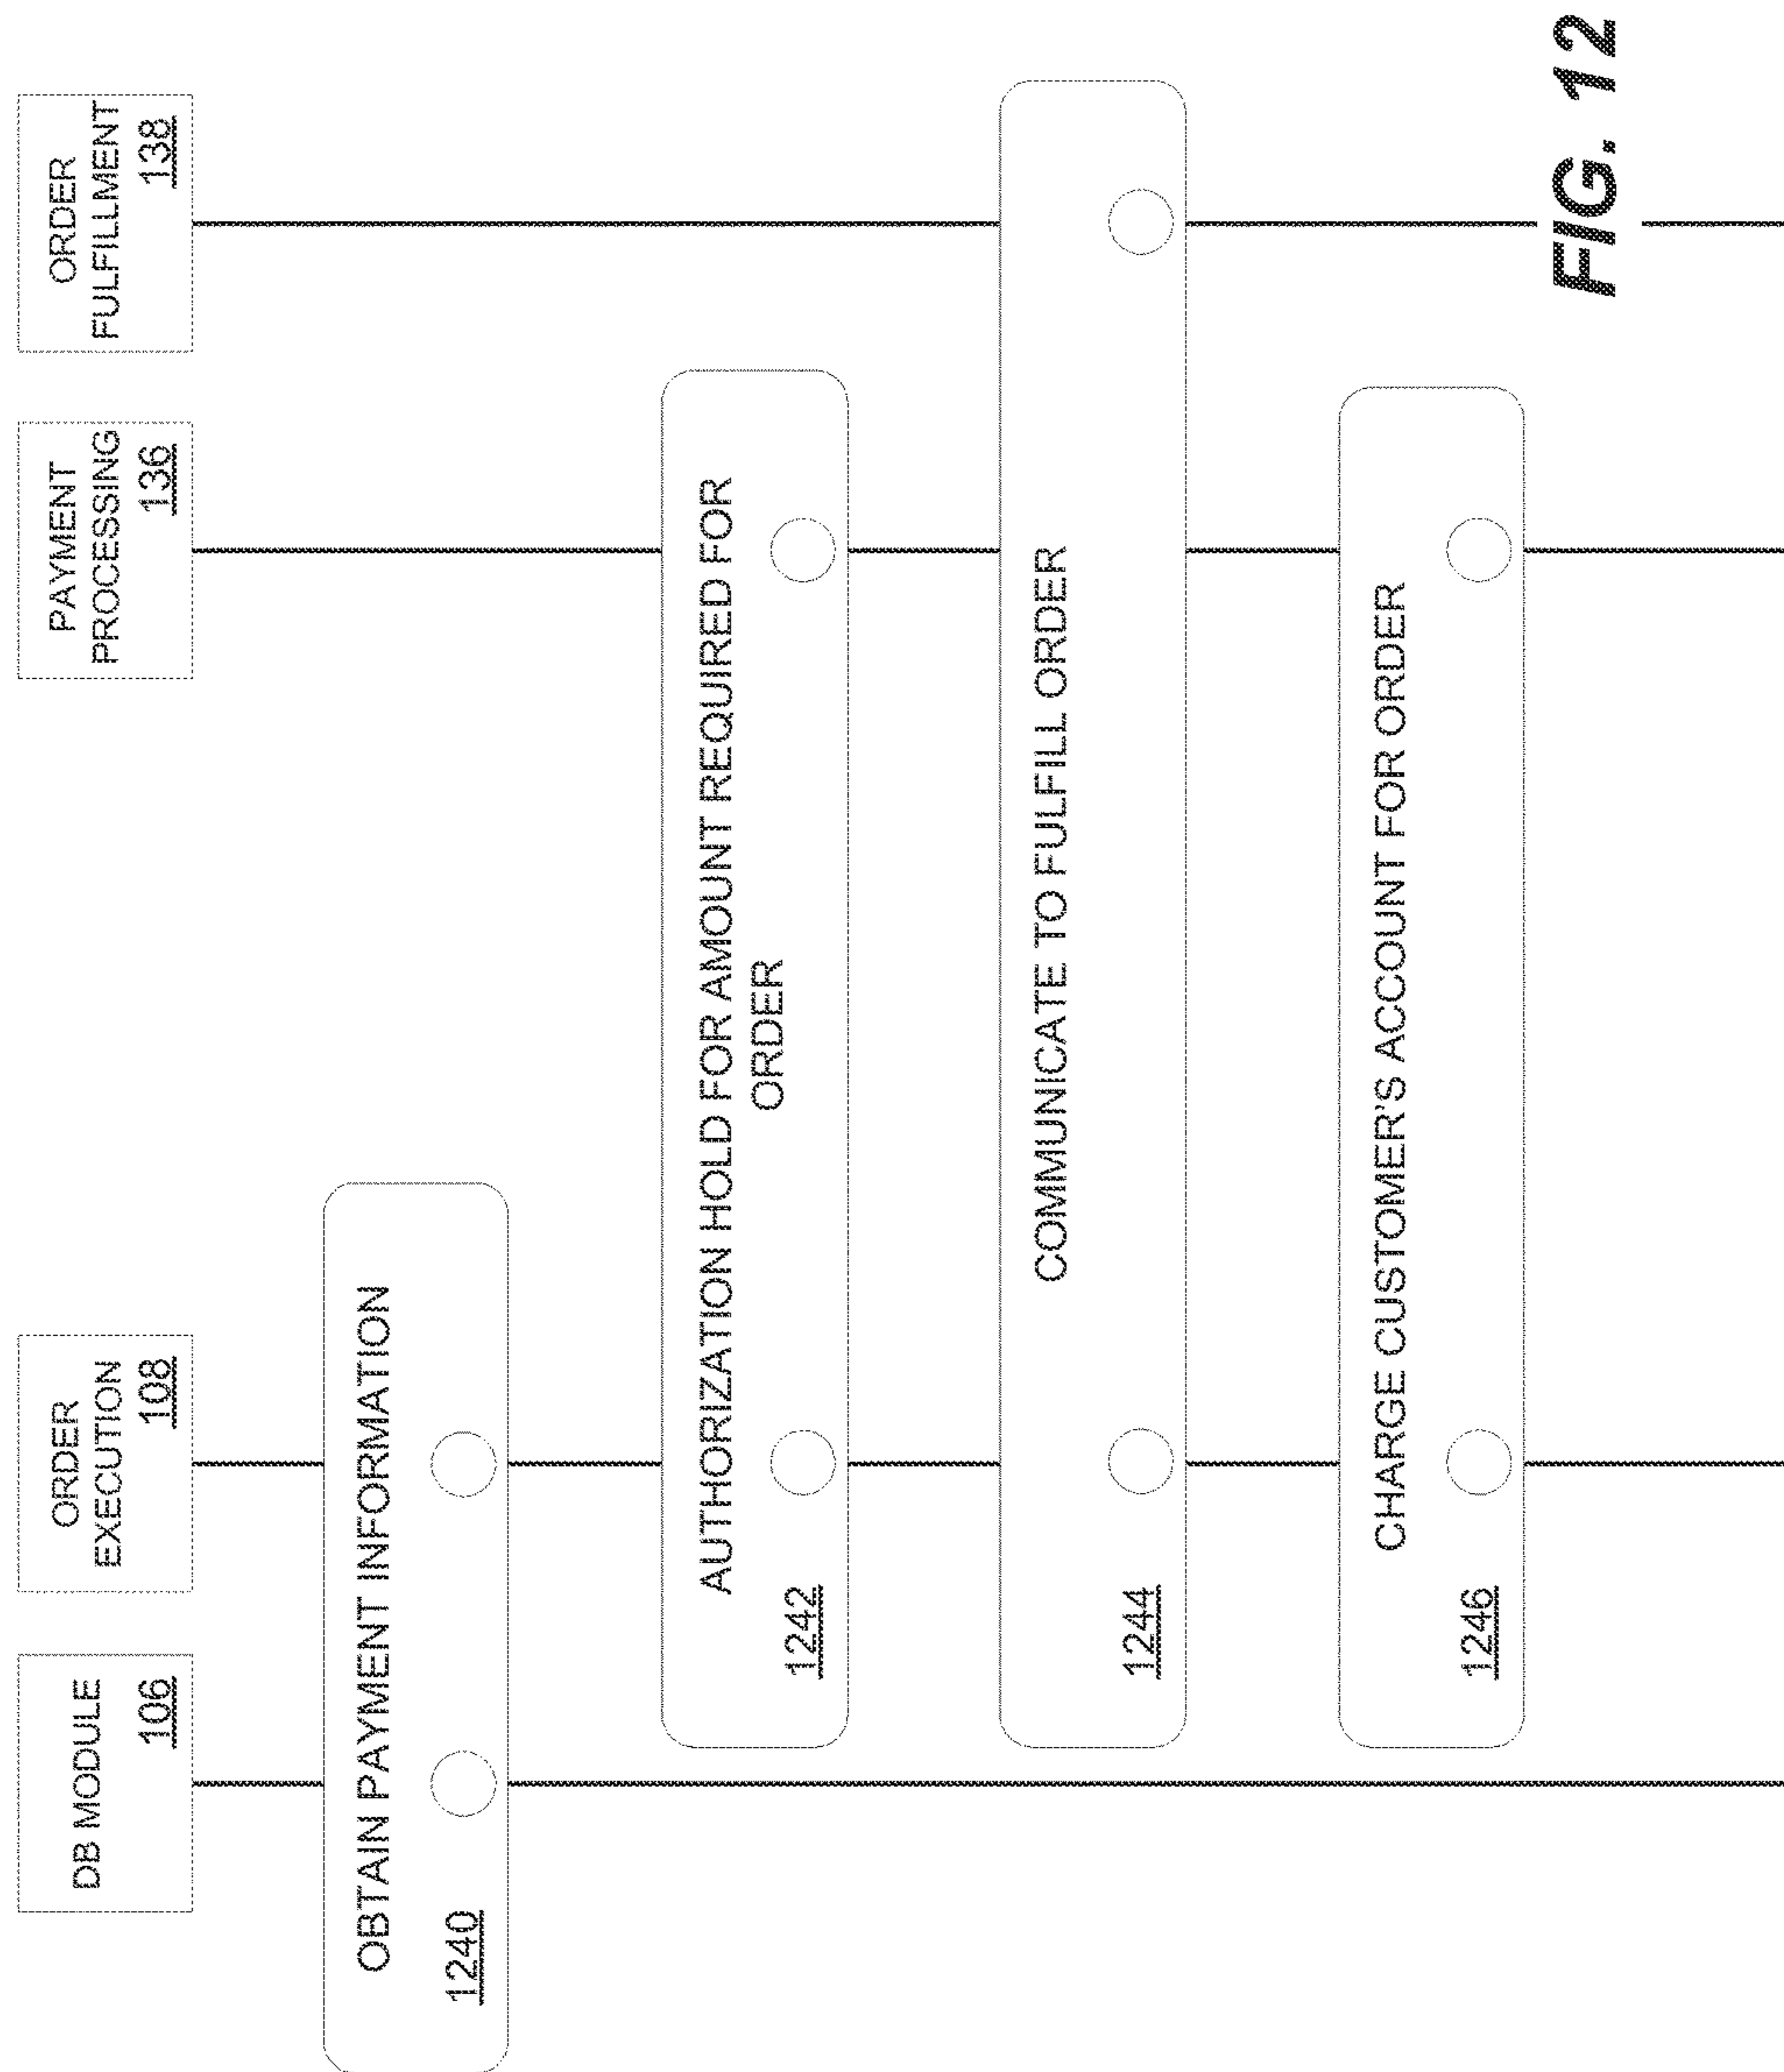 DB MODULE
106
ORDER
EXECUTION
108
PAYMENT
PROCESSING
136
ORDER
FULFILLMENT
138
OBTAIN PAYMENT INFORMATION
1240
AUTHORIZATION HOLD FOR AMOUNT REQUIRED FOR
ORDER
1242
COMMUNICATE TO FULFILL ORDER
1244
CHARGE CUSTOMER'S ACCOUNT FOR ORDER
1246
FIG. 12